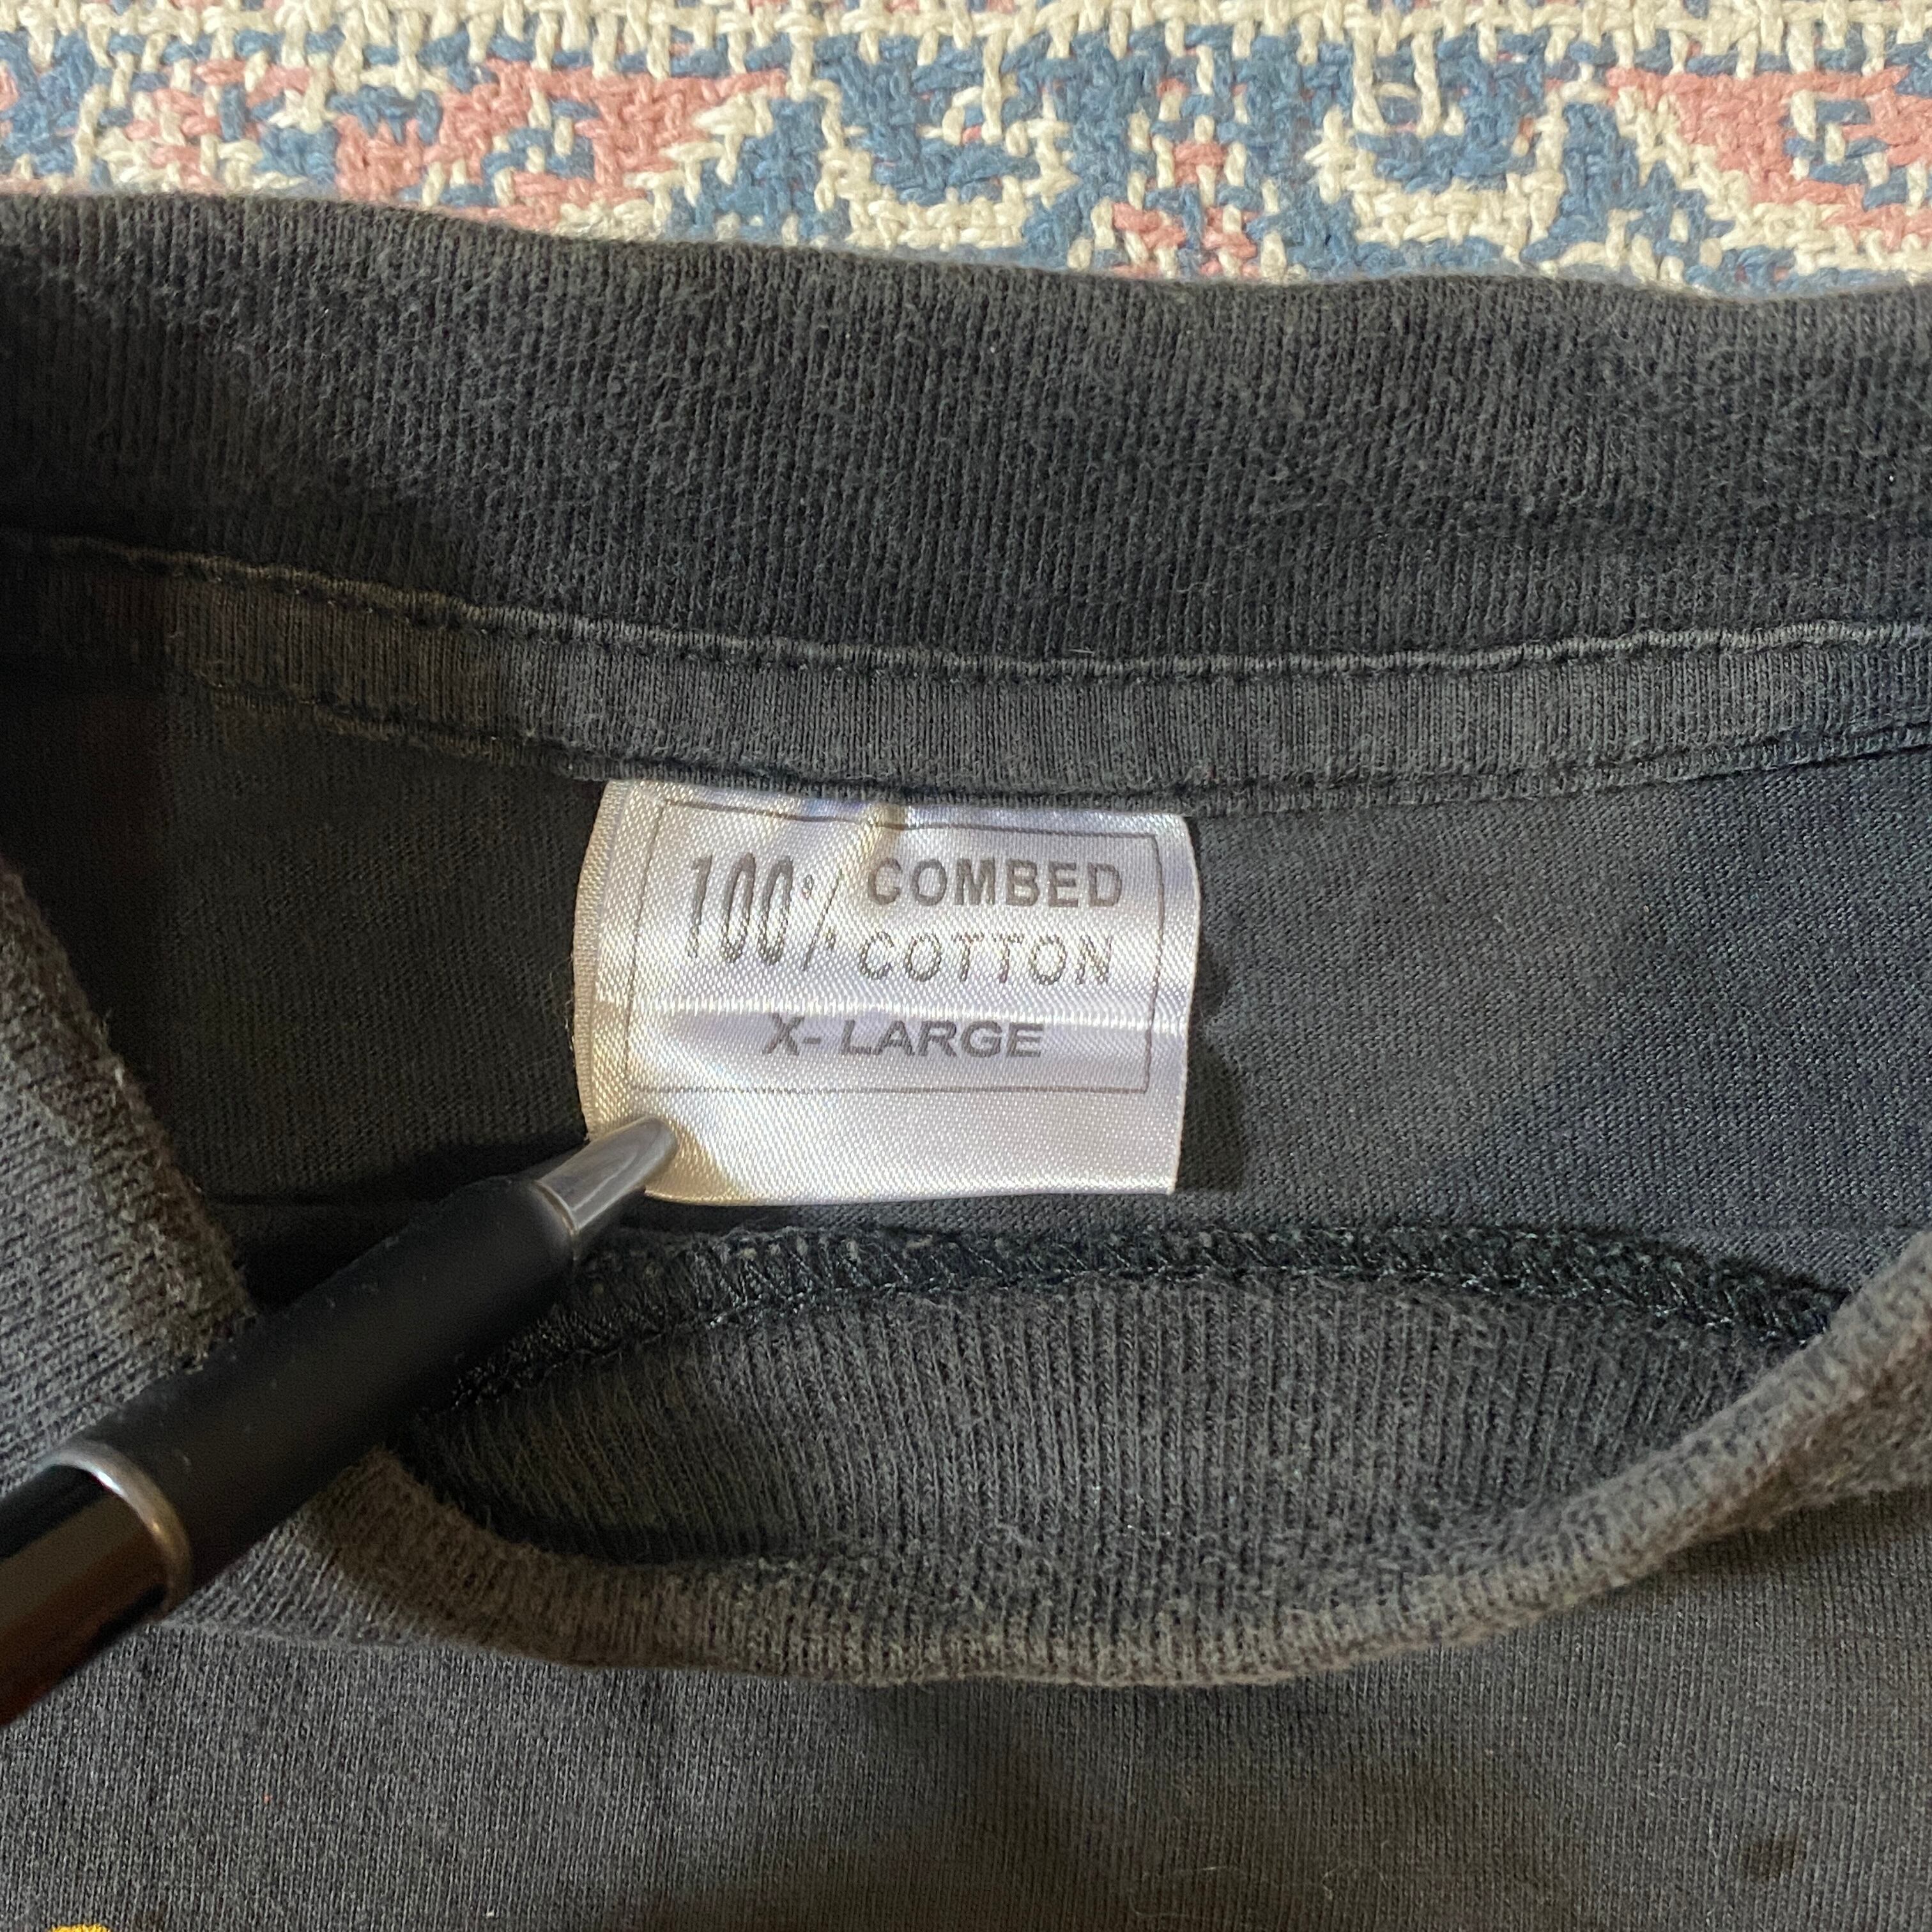 100% COMBED
COTTON
X-LARGE